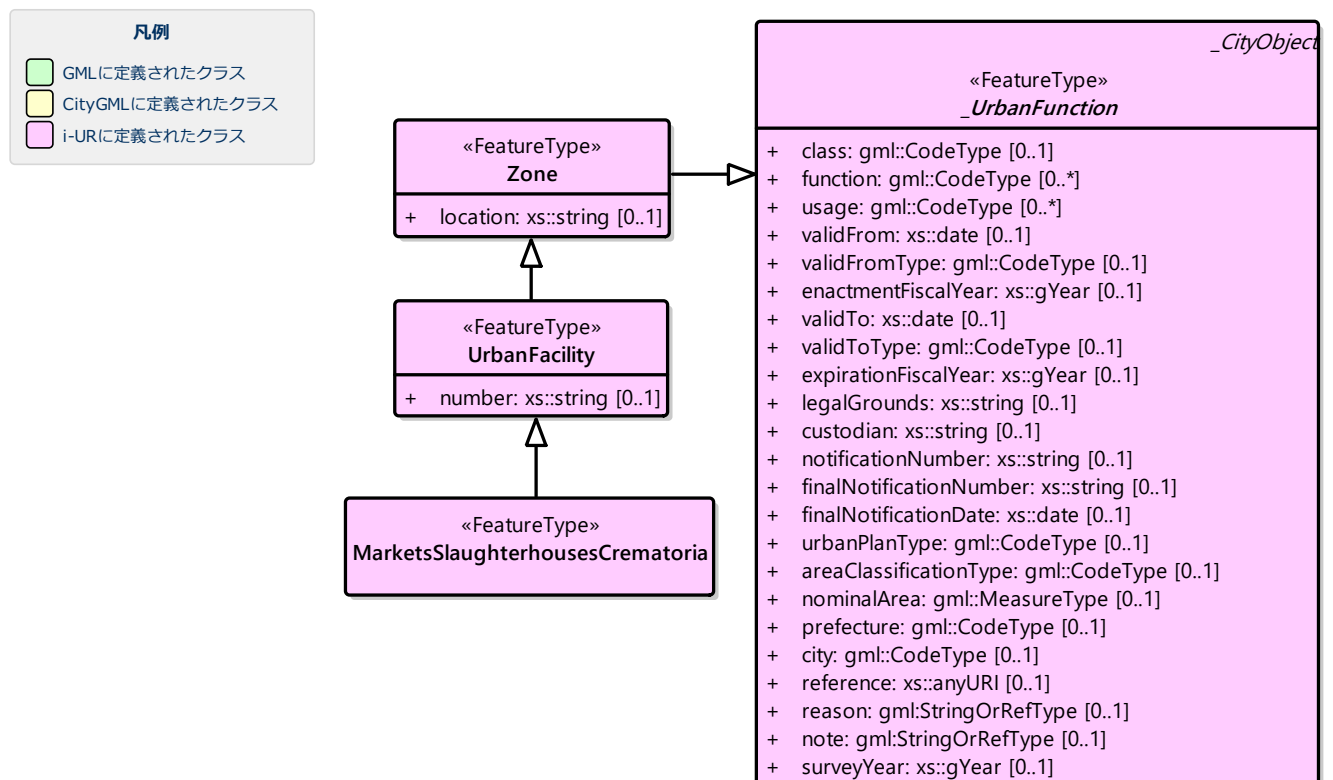 凡例
GMLに定義されたクラス
CityGMLに定義されたクラス
i-URに定義されたクラス
«FeatureType»
Zone
+ location: xs::string [0..1]
«FeatureType»
UrbanFacility
+ number: xs::string [0..1]
«FeatureType»
MarketsSlaughterhousesCrematoria
_CityObject
«FeatureType»
_UrbanFunction
+ class: gml::CodeType [0..1]
+ function: gml::CodeType [0..*]
+ usage: gml::CodeType [0..*]
+ validFrom: xs::date [0..1]
+ validFromType: gml::CodeType [0..1]
+ enactmentFiscalYear: xs::gYear [0..1]
+ validTo: xs::date [0..1]
+ validToType: gml::CodeType [0..1]
+ expirationFiscalYear: xs::gYear [0..1]
+ legalGrounds: xs::string [0..1]
+ custodian: xs::string [0..1]
+ notificationNumber: xs::string [0..1]
+ finalNotificationNumber: xs::string [0..1]
+ finalNotificationDate: xs::date [0..1]
+ urbanPlanType: gml::CodeType [0..1]
+ areaClassificationType: gml::CodeType [0..1]
+ nominalArea: gml::MeasureType [0..1]
+ prefecture: gml::CodeType [0..1]
+ city: gml::CodeType [0..1]
+ reference: xs::anyURI [0..1]
+ reason: gml:StringOrRefType [0..1]
+ note: gml:StringOrRefType [0..1]
+ surveyYear: xs::gYear [0..1]